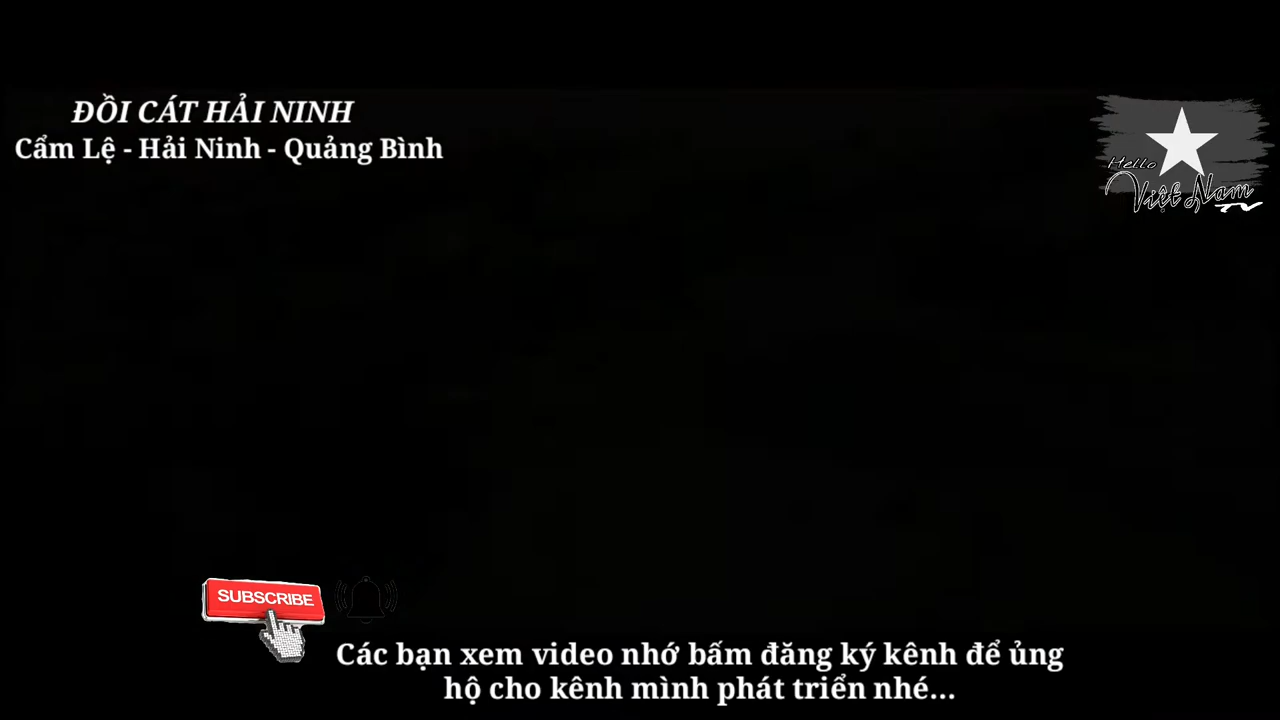 ĐỒI CÁT HẢI NINH
Cẩm Lệ - Hải Ninh - Quảng Bình
Hello
Việt Nam
SUBSCRIBE
Các bạn xem video nhớ bấm đăng ký kênh để ủng
hộ cho kênh mình phát triển nhé...